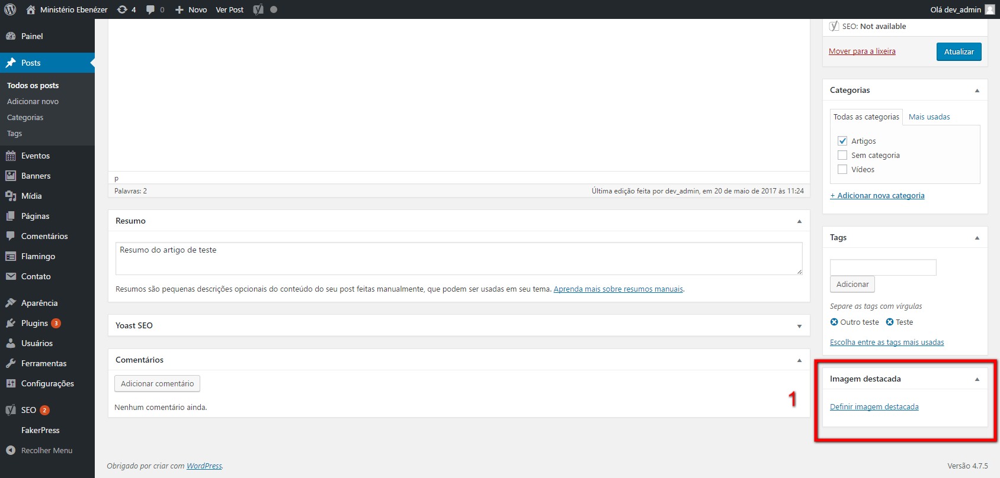 Ministério Ebenézer
4
0
Novo
Ver Post
Olá dev_admin
Painel
Posts
Todos os posts
Adicionar novo
Categorias
Tags
Eventos
Banners
Mídia
Páginas
Comentários
Flamingo
Contato
Aparência
Plugins 3
Usuários
Ferramentas
Configurações
SEO 2
FakerPress
Recolher Menu
p
Palavras: 2
Última edição feita por dev_admin, em 20 de maio de 2017 às 11:24
Resumo
Resumo do artigo de teste
Resumos são pequenas descrições opcionais do conteúdo do seu post feitas manualmente, que podem ser usadas em seu tema. Aprenda mais sobre resumos manuais.
Yoast SEO
Comentários
Adicionar comentário
Nenhum comentário ainda.
1
SEO: Not available
Mover para a lixeira
Atualizar
Categorias
Todas as categorias
Mais usadas
Artigos
Sem categoria
Vídeos
+ Adicionar nova categoria
Tags
Adicionar
Separe as tags com vírgulas
Outro teste
Teste
Escolha entre as tags mais usadas
Imagem destacada
Definir imagem destacada
Obrigado por criar com WordPress.
Versão 4.7.5